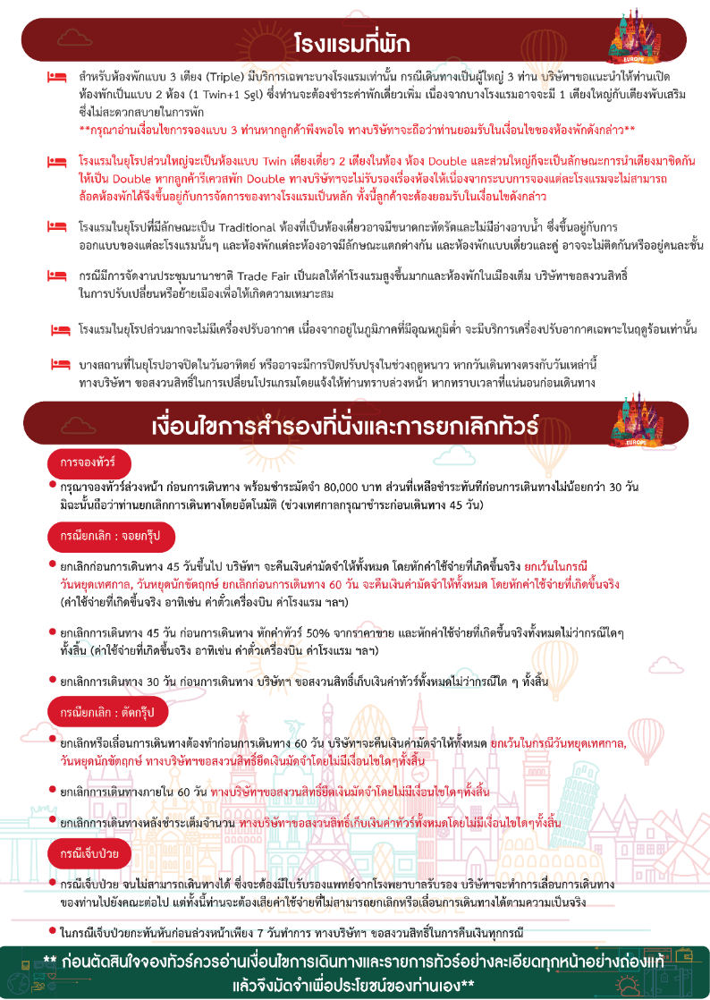 โรงแรมที่พัก
EUROPE
สำหรับห้องพักแบบ 3 เตียง (Triple) มีบริการเฉพาะบางโรงแรมเท่านั้น กรณีเดินทางเป็นผู้ใหญ่ 3 ท่าน บริษัทฯขอแนะนำให้ท่านเปิด
ห้องพักเป็นแบบ 2 ห้อง (1 Twin+1 Sgl) ซึ่งท่านจะต้องชำระค่าพักเดี่ยวเพิ่ม เนื่องจากบางโรงแรมอาจจะมี 1 เตียงใหญ่กับเตียงพับเสริม
ซึ่งไม่สะดวกสบายในการพัก
**กรุณาอ่านเงื่อนไขการจองแบบ 3 ท่านหากลูกค้าพึงพอใจ ทางบริษัทฯจะถือว่าท่านยอมรับในเงื่อนไขของห้องพักดังกล่าว**
โรงแรมในยุโรปส่วนใหญ่จะเป็นห้องแบบ Twin เตียงเดี่ยว 2 เตียงในห้อง ห้อง Double และส่วนใหญ่ก็จะเป็นลักษณะการนำเตียงมาชิดกัน
ให้เป็น Double หากลูกค้ารีเควสพัก Double ทางบริษัทฯจะไม่รับรองเรื่องห้องให้เนื่องจากระบบการจองแต่ละโรงแรมจะไม่สามารถ
ล้อคห้องพักได้จึงขึ้นอยู่กับการจัดการของทางโรงแรมเป็นหลัก ทั้งนี้ลูกค้าจะต้องยอมรับในเงื่อนไขดังกล่าว
โรงแรมในยุโรปที่มีลักษณะเป็น Traditional ห้องที่เป็นห้องเดี่ยวอาจมีขนาดกะทัดรัดและไม่มีอ่างอาบน้ำ ซึ่งขึ้นอยู่กับการ
ออกแบบของแต่ละโรงแรมนั้นๆ และห้องพักแต่ละห้องอาจมีลักษณะแตกต่างกัน และห้องพักแบบเดี่ยวและคู่ อาจจะไม่ติดกันหรืออยู่คนละชั้น
กรณีมีการจัดงานประชุมนานาชาติ Trade Fair เป็นผลให้ค่าโรงแรมสูงขึ้นมากและห้องพักในเมืองเต็ม บริษัทฯขอสงวนสิทธิ์
ในการปรับเปลี่ยนหรือย้ายเมืองเพื่อให้เกิดความเหมาะสม
โรงแรมในยุโรปส่วนมากจะไม่มีเครื่องปรับอากาศ เนื่องจากอยู่ในภูมิภาคที่มีอุณหภูมิต่ำ จะมีบริการเครื่องปรับอากาศเฉพาะในฤดูร้อนเท่านั้น
บางสถานที่ในยุโรปอาจปิดในวันอาทิตย์ หรืออาจะมีการปิดปรับปรุงในช่วงฤดูหนาว หากวันเดินทางตรงกับวันเหล่านี้
ทางบริษัทฯ ขอสงวนสิทธิ์ในการเปลี่ยนโปรแกรมโดยแจ้งให้ท่านทราบล่วงหน้า หากทราบเวลาที่แน่นอนก่อนเดินทาง
เงื่อนไขการสำรองที่นั่งและการยกเลิกทัวร์
EUROPE
การจองทัวร์
กรุณาจองทัวร์ล่วงหน้า ก่อนการเดินทาง พร้อมชำระมัดจำ 80,000 บาท ส่วนที่เหลือชำระทันทีก่อนการเดินทางไม่น้อยกว่า 30 วัน
มิฉะนั้นถือว่าท่านยกเลิกการเดินทางโดยอัตโนมัติ (ช่วงเทศกาลกรุณาชำระก่อนเดินทาง 45 วัน)
กรณียกเลิก : จอยกรุ๊ป
ยกเลิกก่อนการเดินทาง 45 วันขึ้นไป บริษัทฯ จะคืนเงินค่ามัดจำให้ทั้งหมด โดยหักค่าใช้จ่ายที่เกิดขึ้นจริง ยกเว้นในกรณี
วันหยุดเทศกาล, วันหยุดนักขัตฤกษ์ ยกเลิกก่อนการเดินทาง 60 วัน จะคืนเงินค่ามัดจำให้ทั้งหมด โดยหักค่าใช้จ่ายที่เกิดขึ้นจริง
(ค่าใช้จ่ายที่เกิดขึ้นจริง อาทิเช่น ค่าตั๋วเครื่องบิน ค่าโรงแรม ฯลฯ)
ยกเลิกการเดินทาง 45 วัน ก่อนการเดินทาง หักค่าทัวร์ 50% จากราคาขาย และหักค่าใช้จ่ายที่เกิดขึ้นจริงทั้งหมดไม่ว่ากรณีใดๆ
ทั้งสิ้น (ค่าใช้จ่ายที่เกิดขึ้นจริง อาทิเช่น ค่าตั๋วเครื่องบิน ค่าโรงแรม ฯลฯ)
ยกเลิกการเดินทาง 30 วัน ก่อนการเดินทาง บริษัทฯ ขอสงวนสิทธิ์เก็บเงินค่าทัวร์ทั้งหมดไม่ว่ากรณีใด ๆ ทั้งสิ้น
กรณียกเลิก : ตัดกรุ๊ป
ยกเลิกหรือเลื่อนการเดินทางต้องทำก่อนการเดินทาง 60 วัน บริษัทฯจะคืนเงินค่ามัดจำให้ทั้งหมด ยกเว้นในกรณีวันหยุดเทศกาล,
วันหยุดนักขัตฤกษ์ ทางบริษัทฯขอสงวนสิทธิ์ยึดเงินมัดจำโดยไม่มีเงื่อนไขใดๆทั้งสิ้น
ยกเลิกการเดินทางภายใน 60 วัน ทางบริษัทฯขอสงวนสิทธิ์ยึดเงินมัดจำโดยไม่มีเงื่อนไขใดๆทั้งสิ้น
ยกเลิกการเดินทางหลังชำระเต็มจำนวน ทางบริษัทฯขอสงวนสิทธิ์เก็บเงินค่าทัวร์ทั้งหมดโดยไม่มีเงื่อนไขใดๆทั้งสิ้น
กรณีเจ็บป่วย
กรณีเจ็บป่วย จนไม่สามารถเดินทางได้ ซึ่งจะต้องมีใบรับรองแพทย์จากโรงพยาบาลรับรอง บริษัทฯจะทำการเลื่อนการเดินทาง
ของท่านไปยังคณะต่อไป แต่ทั้งนี้ท่านจะต้องเสียค่าใช้จ่ายที่ไม่สามารถยกเลิกหรือเลื่อนการเดินทางได้ตามความเป็นจริง
WELCOME TO EUROPE
ในกรณีเจ็บป่วยกะทันหันก่อนล่วงหน้าเพียง 7 วันทำการ ทางบริษัทฯ ขอสงวนสิทธิ์ในการคืนเงินทุกกรณี
** ก่อนตัดสินใจจองทัวร์ควรอ่านเงื่อนไขการเดินทางและรายการทัวร์อย่างละเอียดทุกหน้าอย่างถ่องแท้
แล้วจึงมัดจำเพื่อประโยชน์ของท่านเอง**